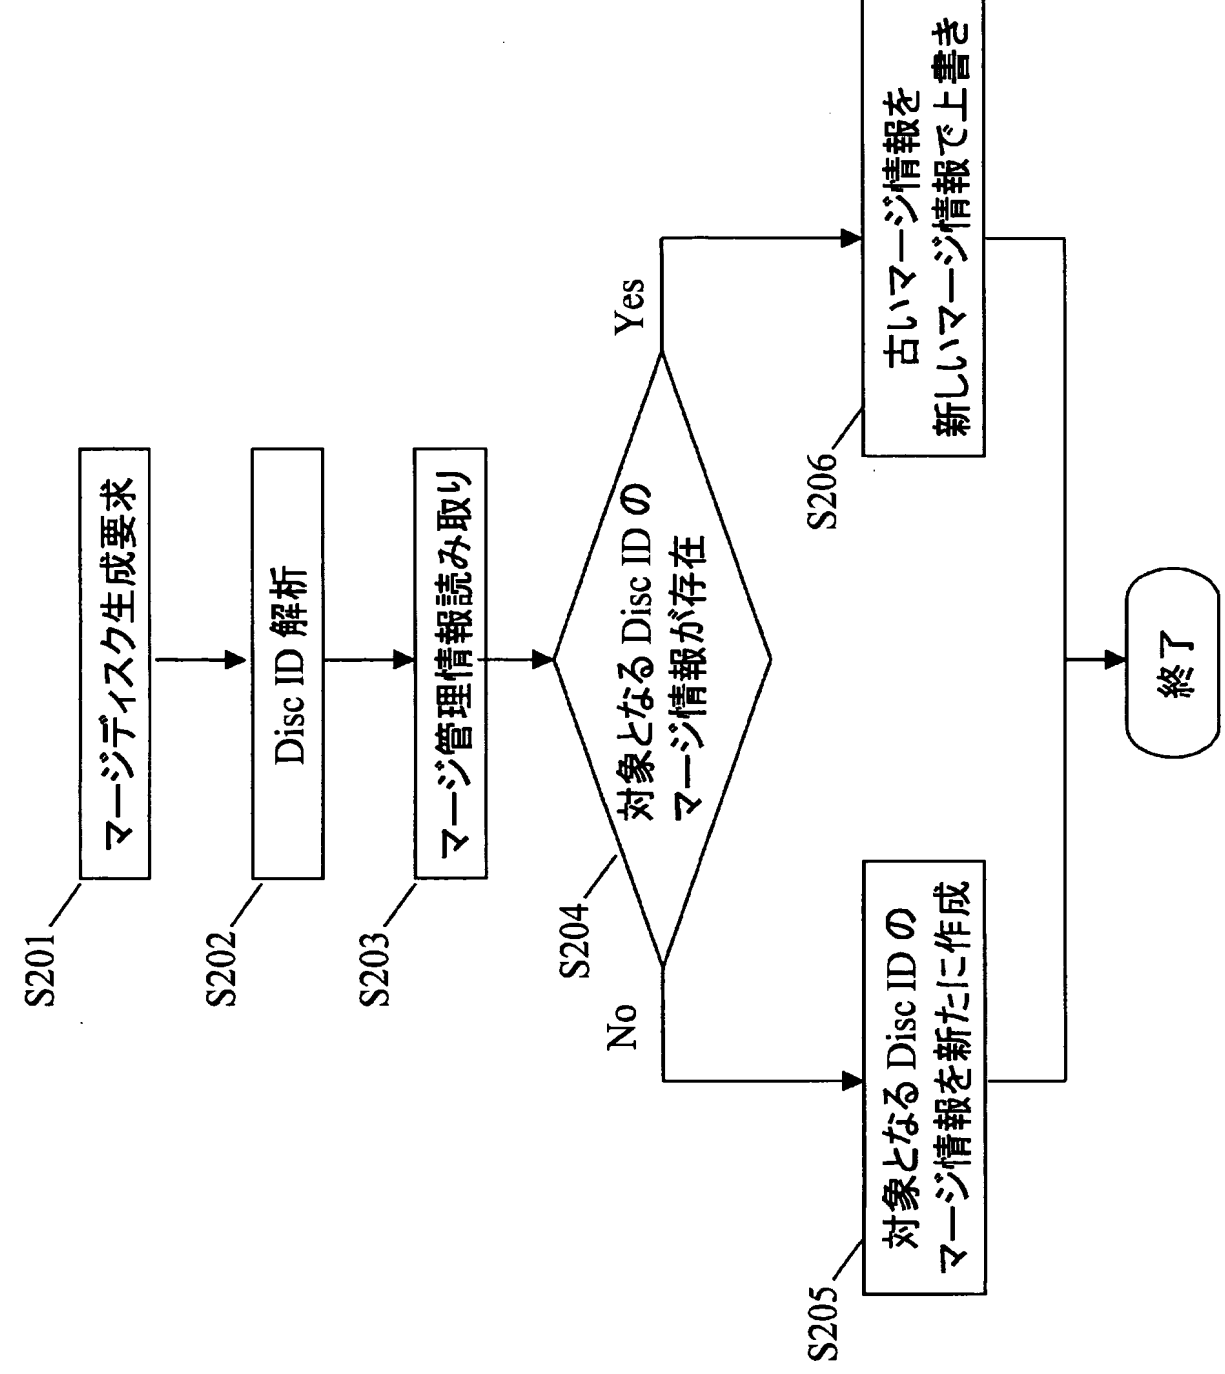 S201
マージディスク生成要求
S202
Disc ID 解析
S203
マージ管理情報読み取り
S204
対象となる Disc ID の
マージ情報が存在
No
Yes
S205
対象となる Disc ID の
マージ情報を新たに作成
S206
古いマージ情報を
新しいマージ情報で上書き
終了